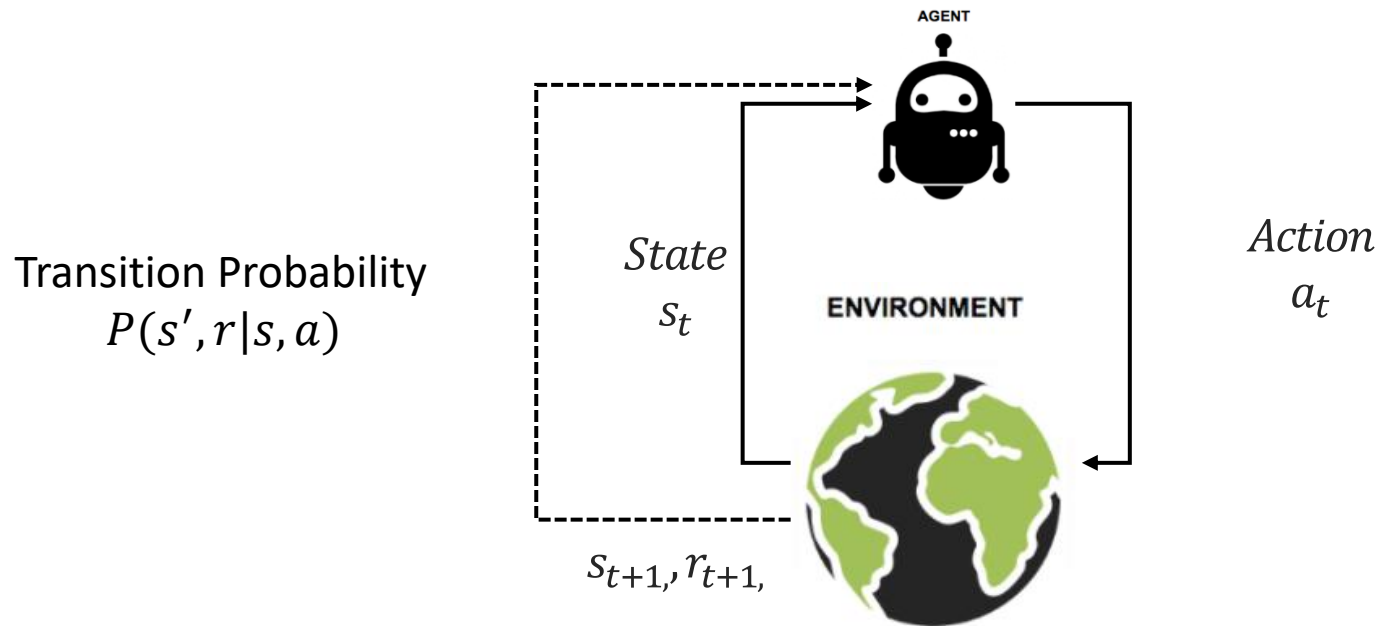 AGENT
Transition Probability
P(s′, r|s, a)
State
s_t
ENVIRONMENT
Action
a_t
s_{t+1,}, r_{t+1,}